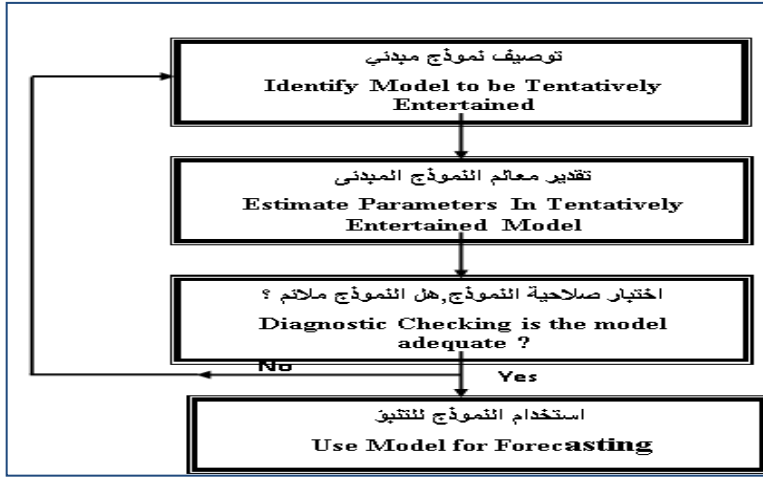 توصيف نموذج مبدئي
Identify Model to be Tentatively
Entertained
تقدير معالم النموذج المبدئى
Estimate Parameters In Tentatively
Entertained Model
اختبار صلاحية النموذج,هل النموذج ملائم ؟
Diagnostic Checking is the model
adequate ?
No
Yes
استخدام النموذج للتنبؤ
Use Model for Forecasting